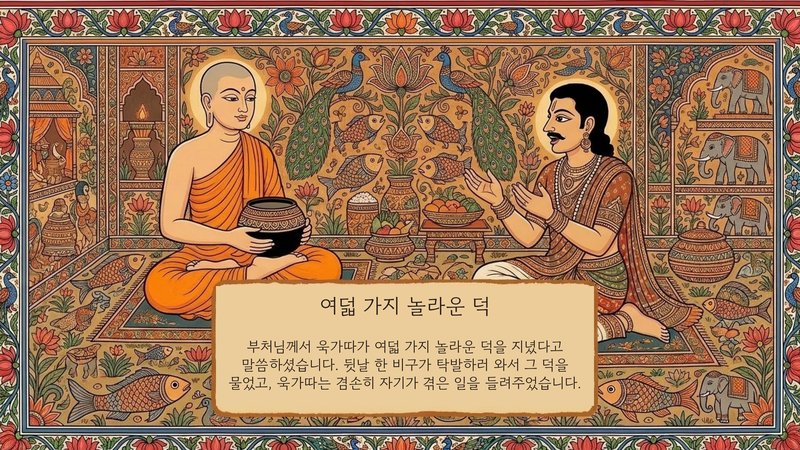 여덟 가지 놀라운 덕
부처님께서 욱가따가 여덟 가지 놀라운 덕을 지녔다고
말씀하셨습니다. 뒷날 한 비구가 탁발하러 와서 그 덕을
물었고, 욱가따는 겸손히 자기가 겪은 일을 들려주었습니다.